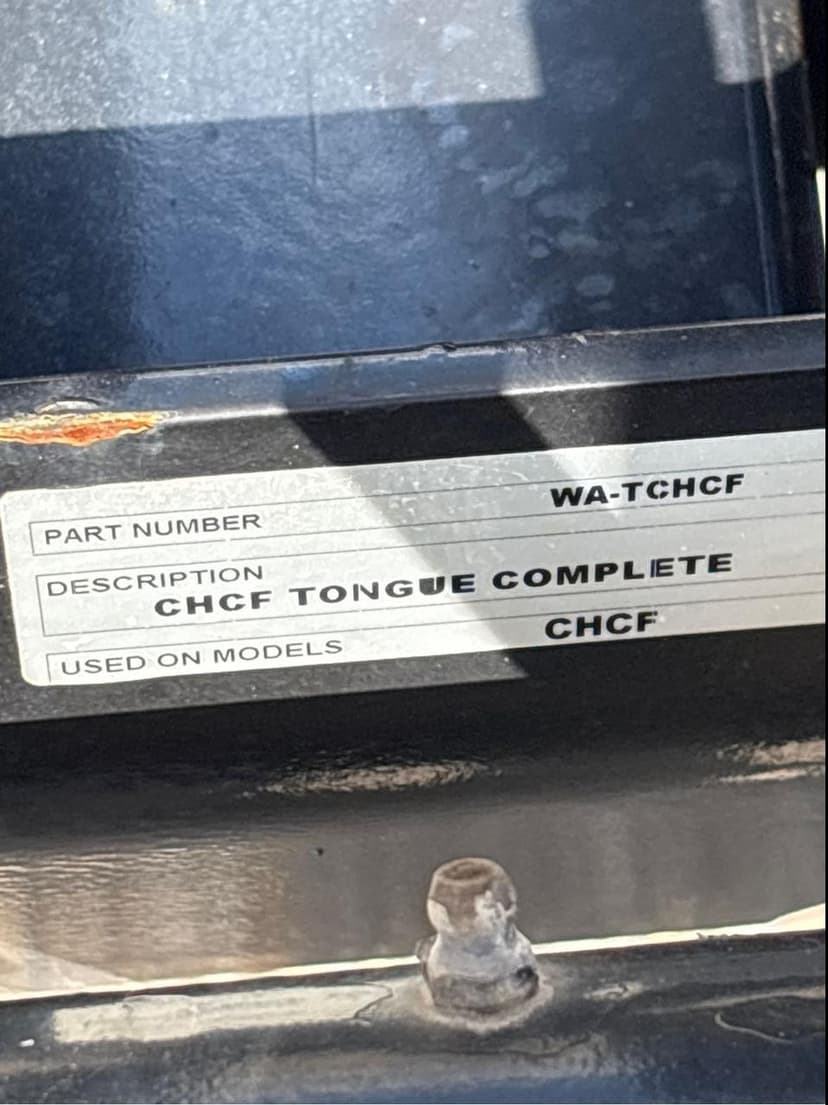 PART NUMBER WA-TCHCF
DESCRIPTION
CHCF TONGUE COMPLETE
USED ON MODELS CHCF